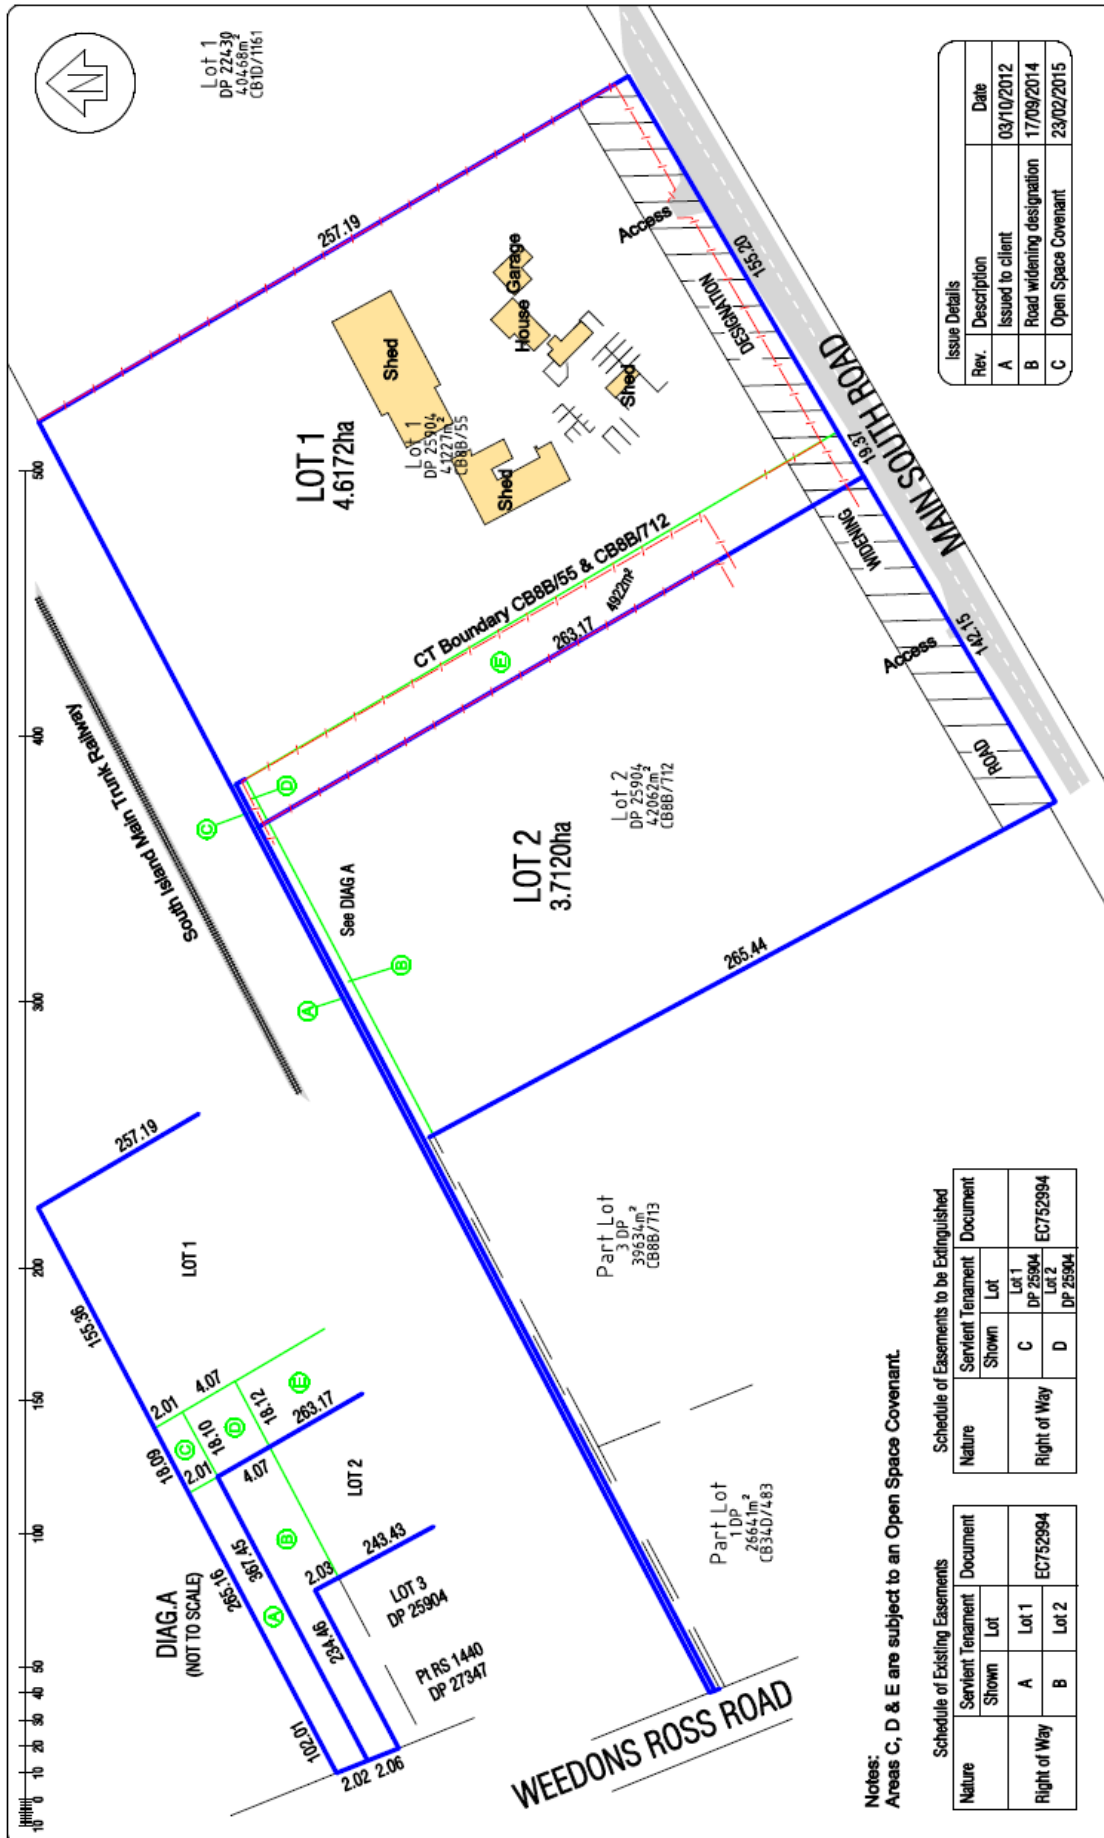 N
Lot 1
DP 22430
40468m²
CB1D/1161
Issue Details
Rev. Description Date
A Issued to client 03/10/2012
B Road widening designation 17/09/2014
C Open Space Covenant 23/02/2015
257.19
Access
155.20
DESIGNATION
Garage
House
Shed
Shed
Shed
LOT 1
4.6172ha
Lot 1
DP 25904
41227m²
CB8B/55
MAIN SOUTH ROAD
19.37
WIDENING
142.15
Access
ROAD
CT Boundary CB8B/55 & CB8B/712
4922m²
263.17
E
D
C
South Island Main Trunk Railway
See DIAG A
A
B
LOT 2
3.7120ha
Lot 2
DP 25904
42062m²
CB8B/712
265.44
500
400
300
200
150
100
50
40
30
20
10
0
10
257.19
LOT 1
155.36
2.01
4.07
18.09
C
18.10
D
18.12
E
2.01
4.07
263.17
LOT 2
367.45
265.16
B
A
2.03
243.43
234.46
LOT 3
DP 25904
Pt RS 1440
DP 27347
102.01
2.02
2.06
DIAG.A
(NOT TO SCALE)
Part Lot
3 DP
39634m²
CB8B/713
Part Lot
1 DP
26641m²
CB34D/483
WEEDONS ROSS ROAD
Notes:
Areas C, D & E are subject to an Open Space Covenant.
Schedule of Existing Easements
Nature Servient Tenament Document
Shown Lot
Right of Way A Lot 1 EC752994
B Lot 2
Schedule of Easements to be Extinguished
Nature Servient Tenament Document
Shown Lot
Right of Way C Lot 1 DP 25904 EC752994
D Lot 2 DP 25904